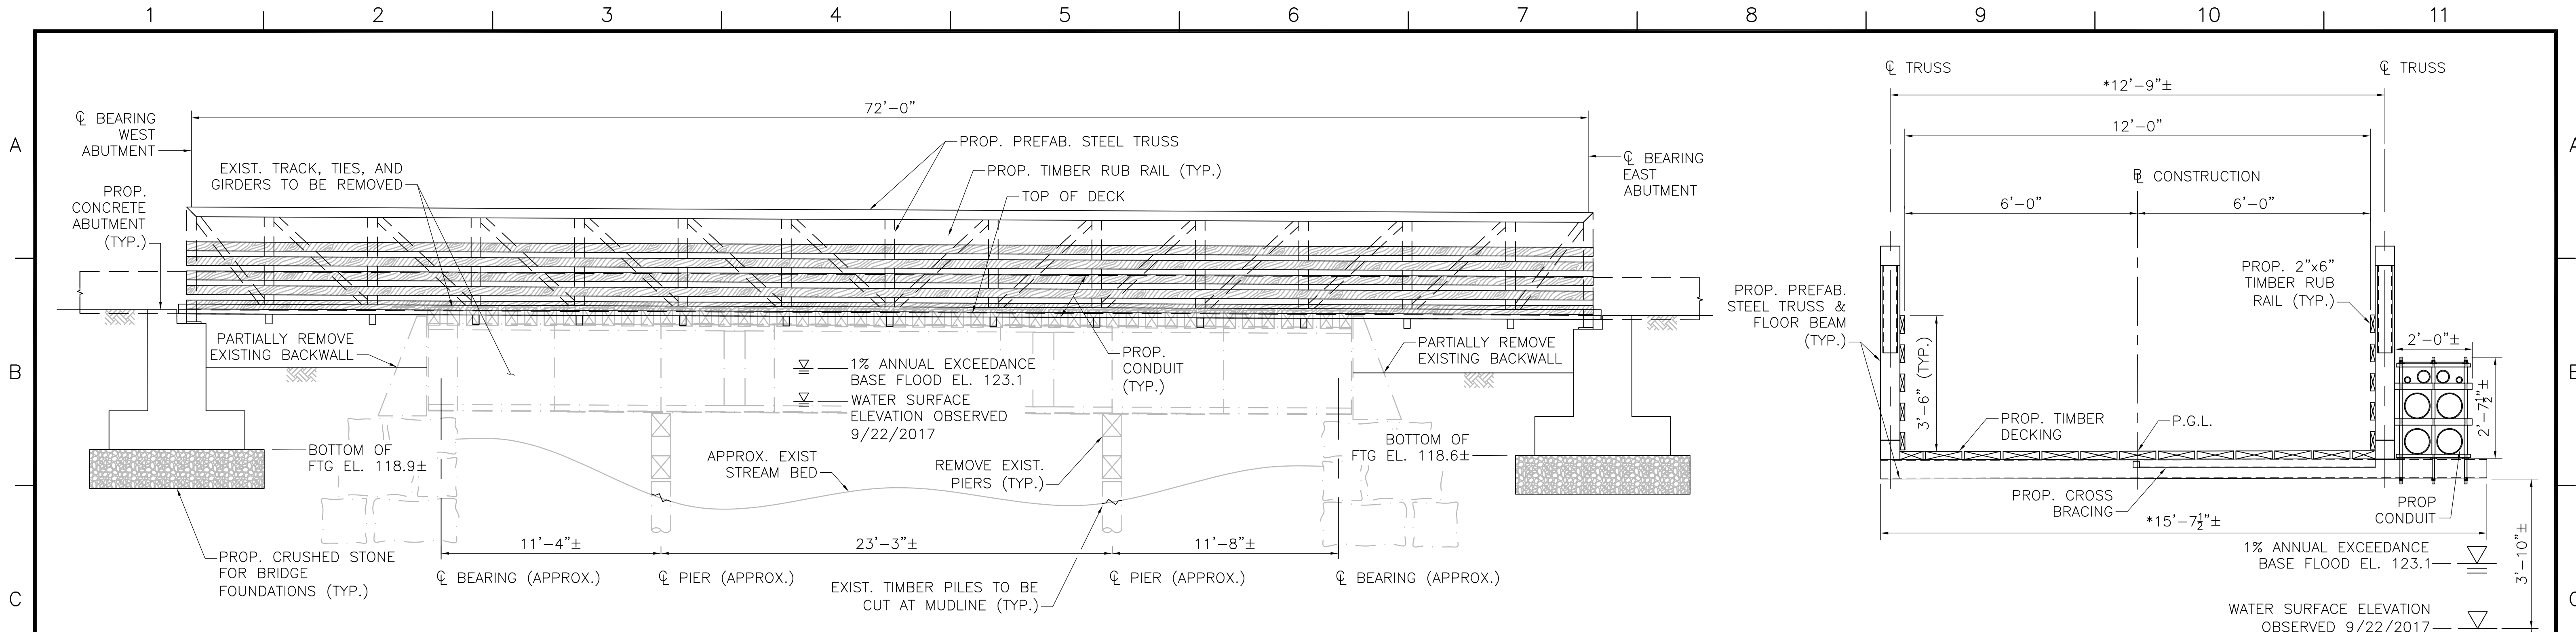 1 2 3 4 5 6 7 8 9 10 11
A
B
C
A
℄ BEARING
WEST
ABUTMENT
72'-0"
EXIST. TRACK, TIES, AND
GIRDERS TO BE REMOVED
PROP.
CONCRETE
ABUTMENT
(TYP.)
PROP. PREFAB. STEEL TRUSS
PROP. TIMBER RUB RAIL (TYP.)
TOP OF DECK
℄ BEARING
EAST
ABUTMENT
PARTIALLY REMOVE
EXISTING BACKWALL
1% ANNUAL EXCEEDANCE
BASE FLOOD EL. 123.1
WATER SURFACE
ELEVATION OBSERVED
9/22/2017
PROP.
CONDUIT
(TYP.)
PARTIALLY REMOVE
EXISTING BACKWALL
BOTTOM OF
FTG EL. 118.9±
APPROX. EXIST
STREAM BED
REMOVE EXIST.
PIERS (TYP.)
BOTTOM OF
FTG EL. 118.6±
11'-4"±
23'-3"±
11'-8"±
PROP. CRUSHED STONE
FOR BRIDGE
FOUNDATIONS (TYP.)
℄ BEARING (APPROX.)
℄ PIER (APPROX.)
EXIST. TIMBER PILES TO BE
CUT AT MUDLINE (TYP.)
℄ PIER (APPROX.)
℄ BEARING (APPROX.)
℄ TRUSS
℄ TRUSS
*12'-9"±
12'-0"
BL CONSTRUCTION
6'-0"
6'-0"
PROP. PREFAB.
STEEL TRUSS &
FLOOR BEAM
(TYP.)
PROP. 2"x6"
TIMBER RUB
RAIL (TYP.)
3'-6" (TYP.)
2'-0"±
2'-7½"±
PROP. TIMBER
DECKING
P.G.L.
PROP. CROSS
BRACING
PROP
CONDUIT
*15'-7½"±
1% ANNUAL EXCEEDANCE
BASE FLOOD EL. 123.1
3'-10"±
WATER SURFACE ELEVATION
OBSERVED 9/22/2017